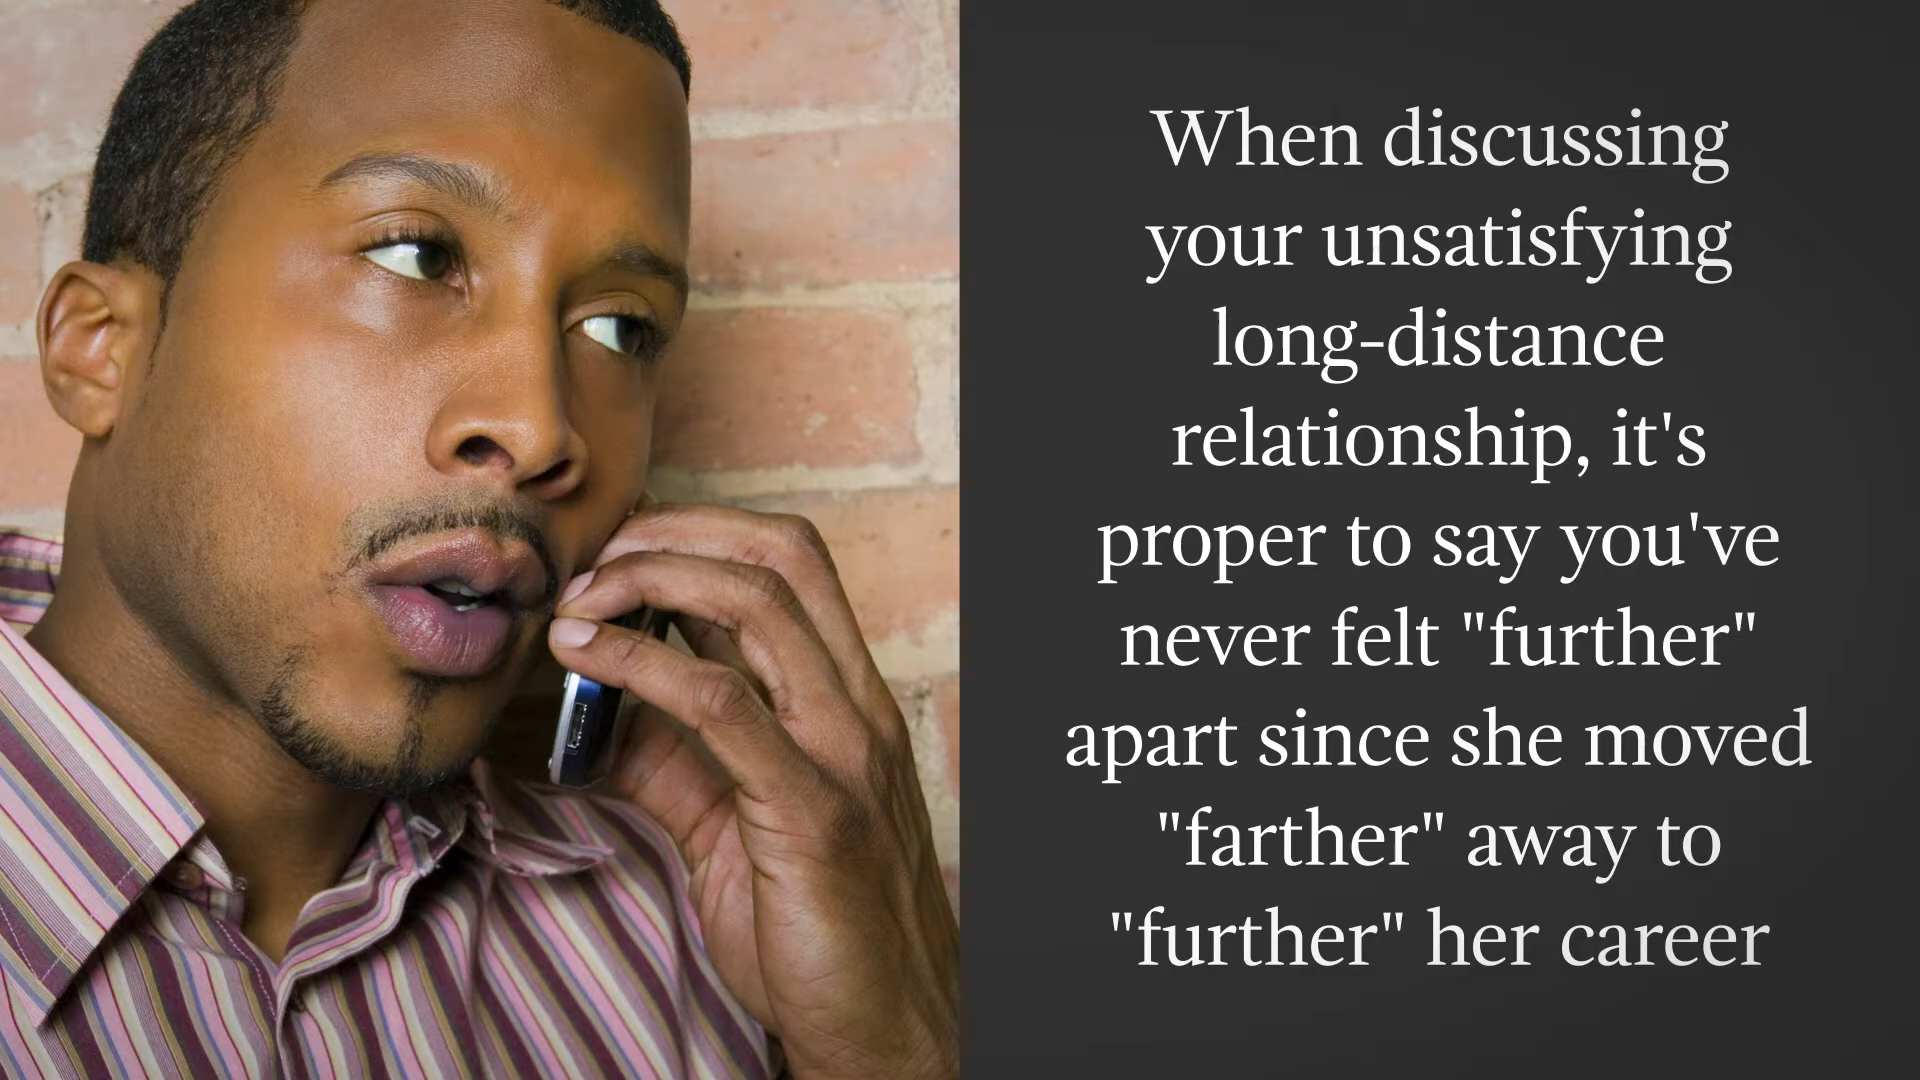 When discussing
your unsatisfying
long-distance
relationship, it's
proper to say you've
never felt "further"
apart since she moved
"farther" away to
"further" her career